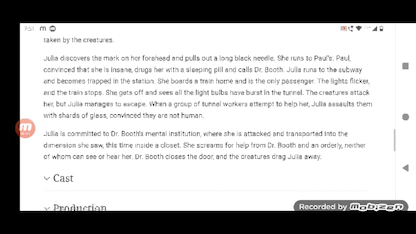 7:51
taken by the creatures.
Julia discovers the mark on her forehead and pulls out a long black needle. She runs to Paul's. Paul,
convinced that she is insane, drugs her with a sleeping pill and calls Dr. Booth. Julia runs to the subway
and becomes trapped in the station. She boards a train home and is the only passenger. The lights flicker,
and the train stops. She gets off and sees all the light bulbs have burst in the tunnel. The creatures attack
her, but Julia manages to escape. When a group of tunnel workers attempt to help her, Julia assaults them
with shards of glass, convinced they are not human.
Julia is committed to Dr. Booth's mental institution, where she is attacked and transported into the
dimension she saw, this time inside a closet. She screams for help from Dr. Booth and an orderly, neither
of whom can see or hear her. Dr. Booth closes the door, and the creatures drag Julia away.
Cast
Production
Recorded by
Mobizen